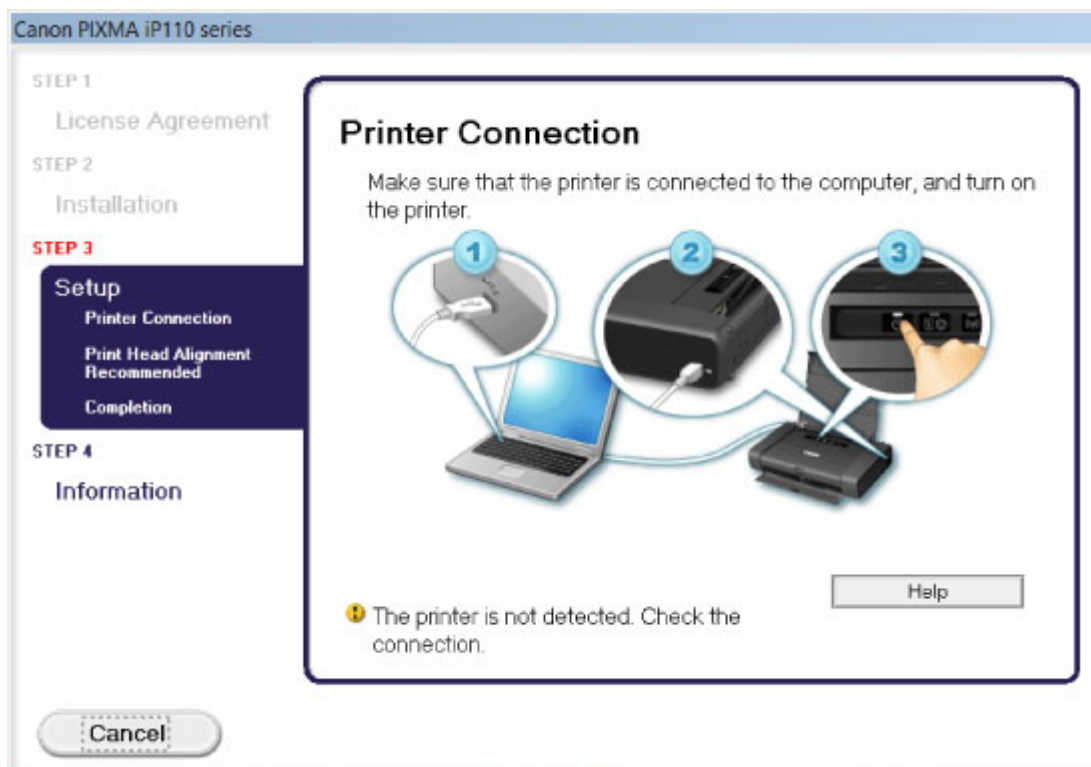 Canon PIXMA iP110 series
STEP 1
License Agreement
STEP 2
Installation
STEP 3
Setup
Printer Connection
Print Head Alignment
Recommended
Completion
STEP 4
Information
Printer Connection
Make sure that the printer is connected to the computer, and turn on
the printer.
1
2
3
Help
The printer is not detected. Check the
connection.
Cancel